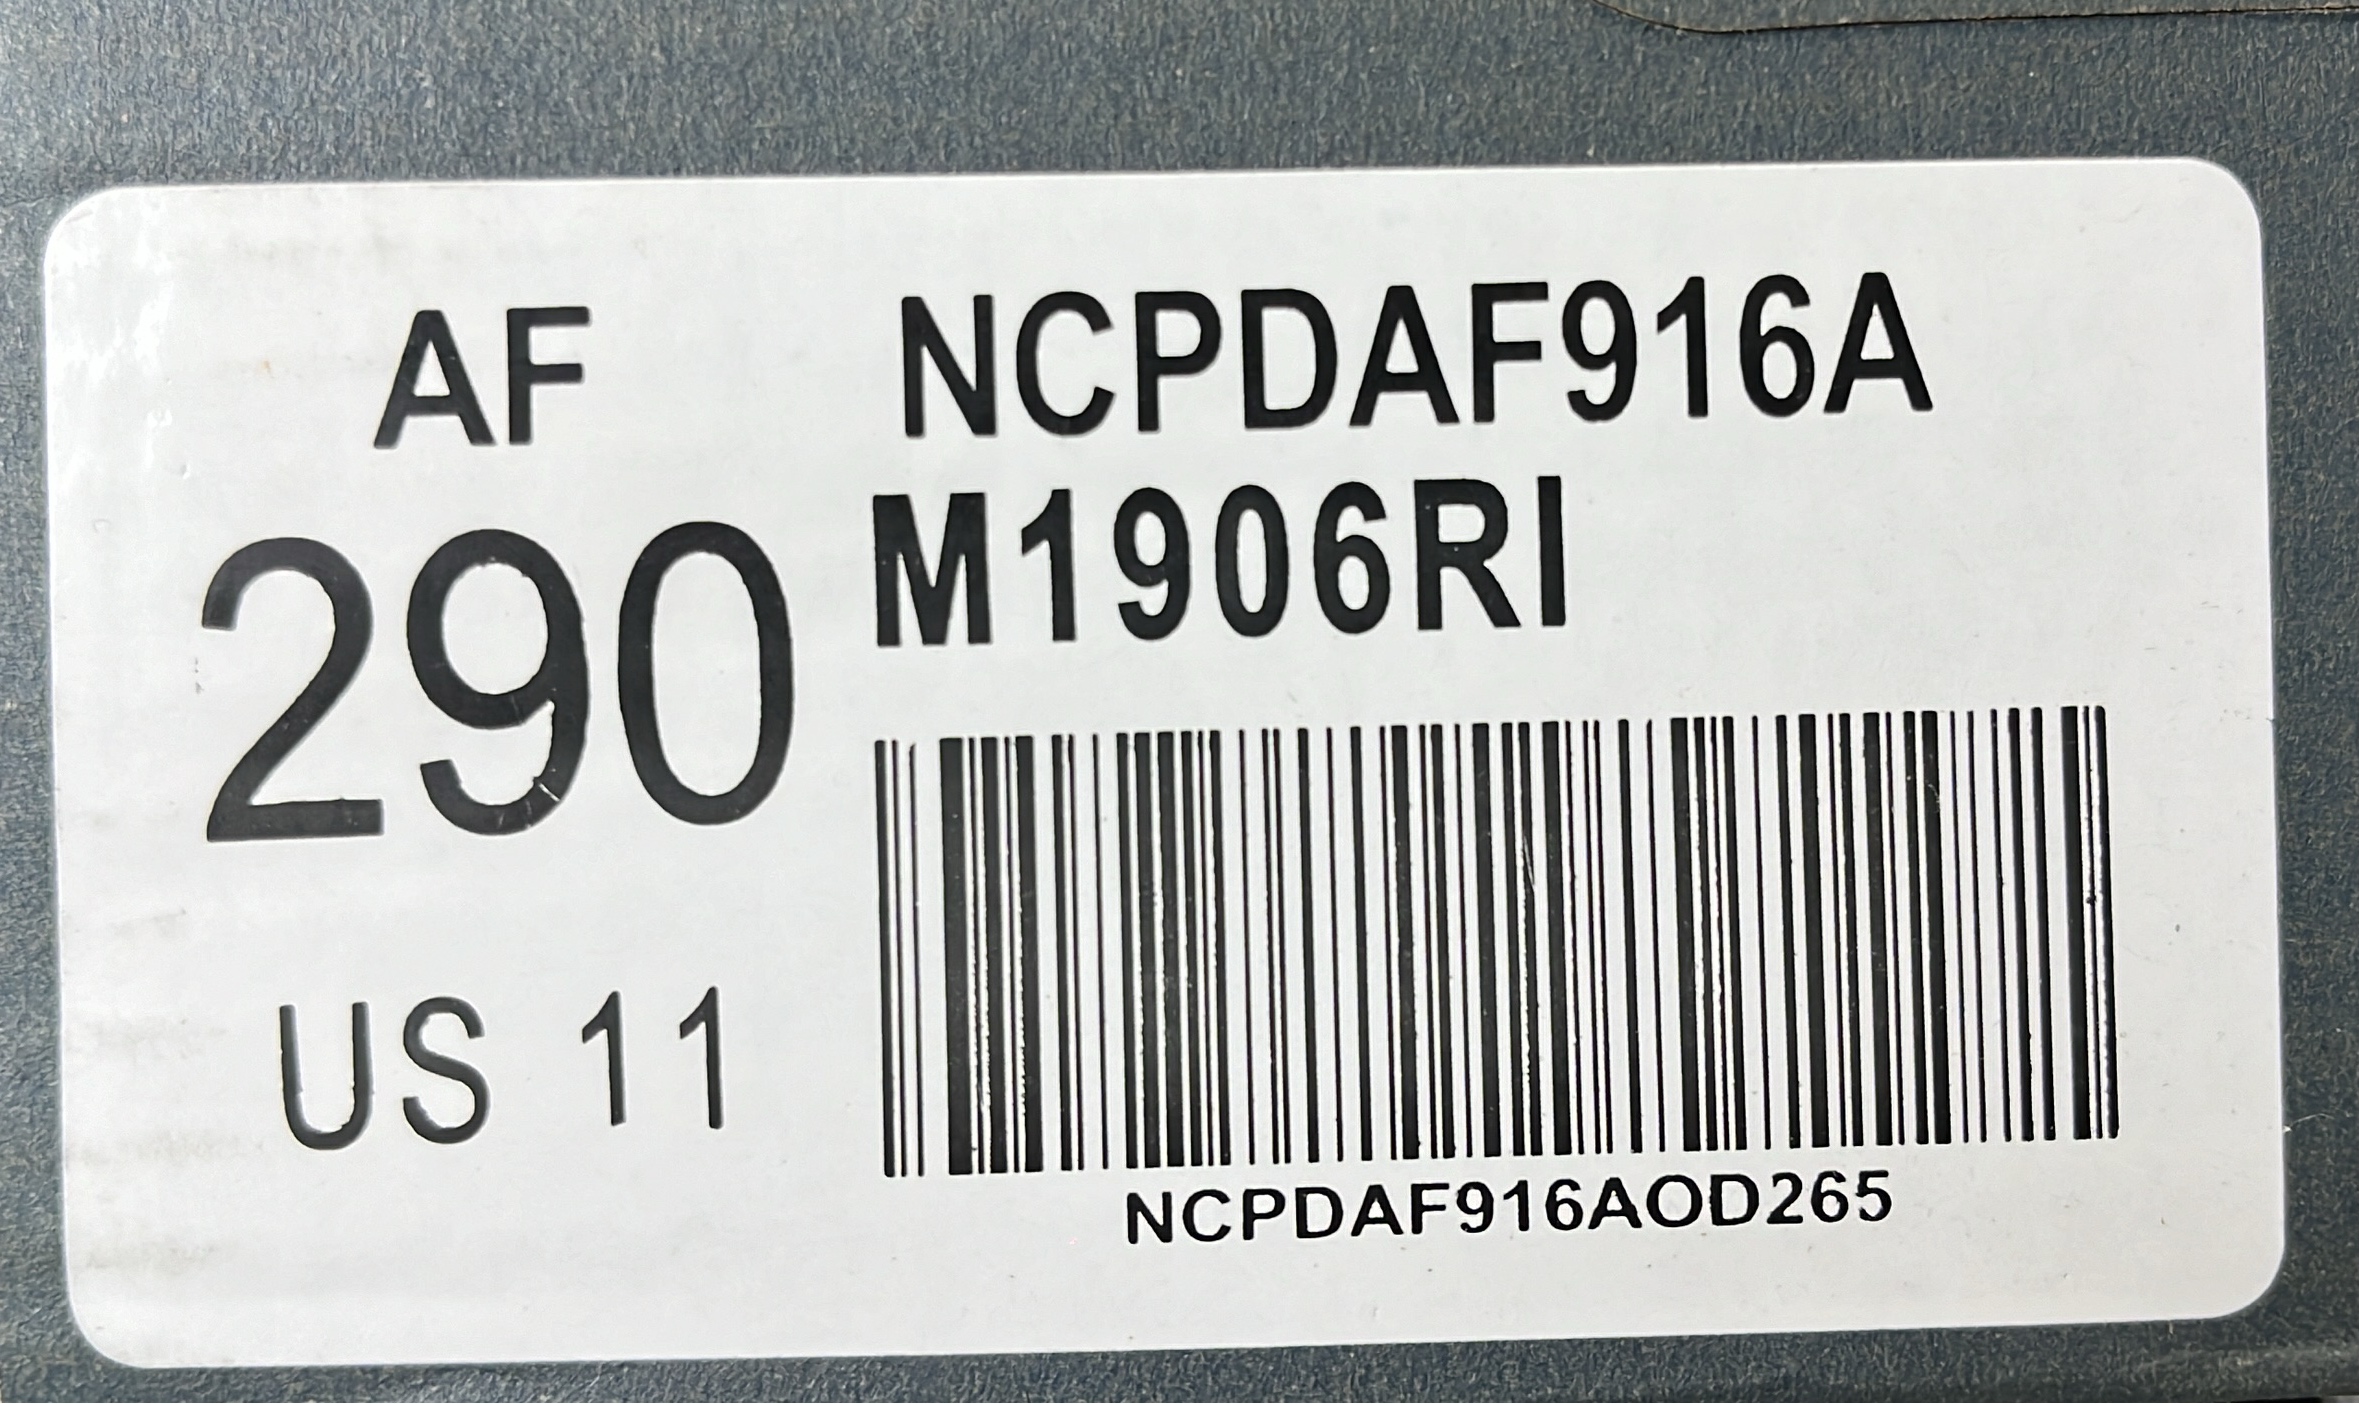 AF
290
US 11
NCPDAF916A
M1906RI
NCPDAF916AOD265